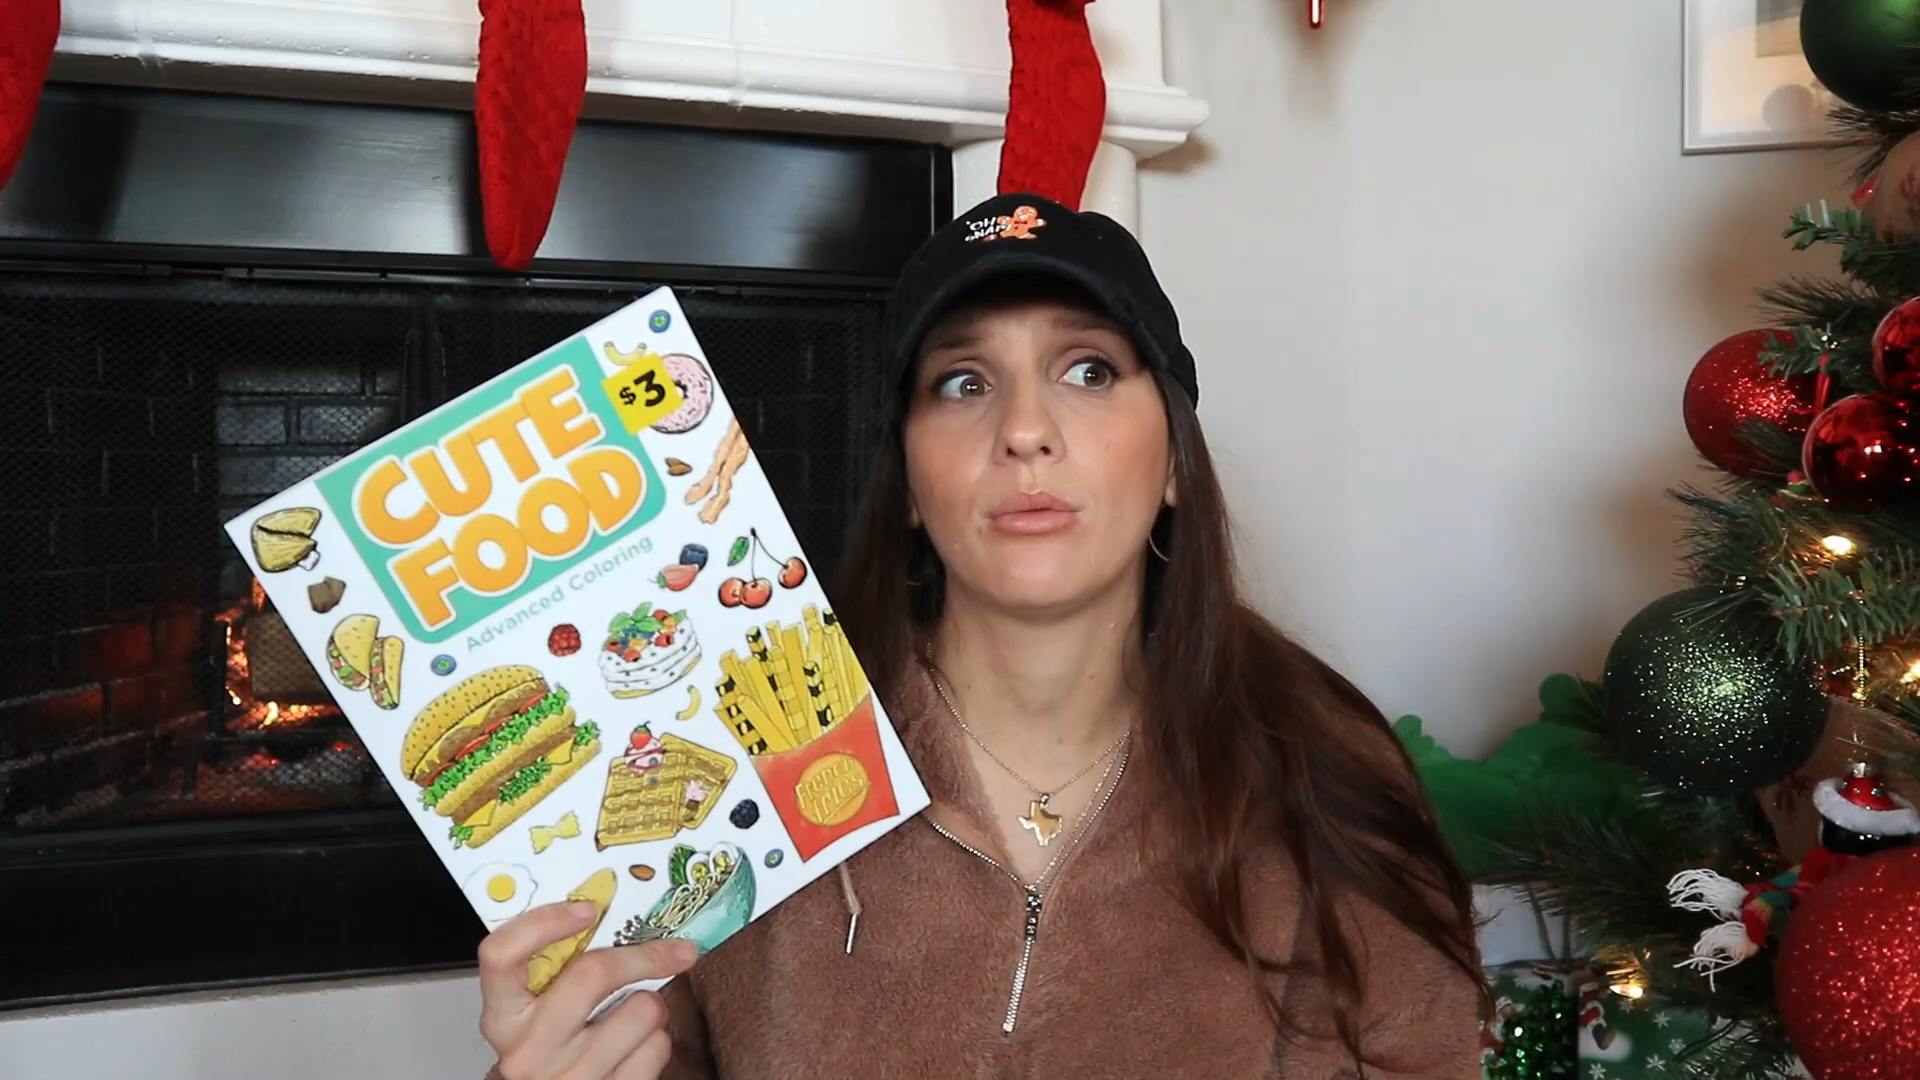 'OH
SNAP!
$3
CUTE
FOOD
Advanced Coloring
French
FRIES